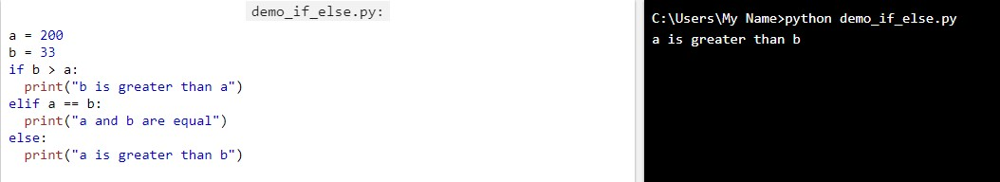 demo_if_else.py:
a = 200
b = 33
if b > a:
  print("b is greater than a")
elif a == b:
  print("a and b are equal")
else:
  print("a is greater than b")
C:\Users\My Name>python demo_if_else.py
a is greater than b